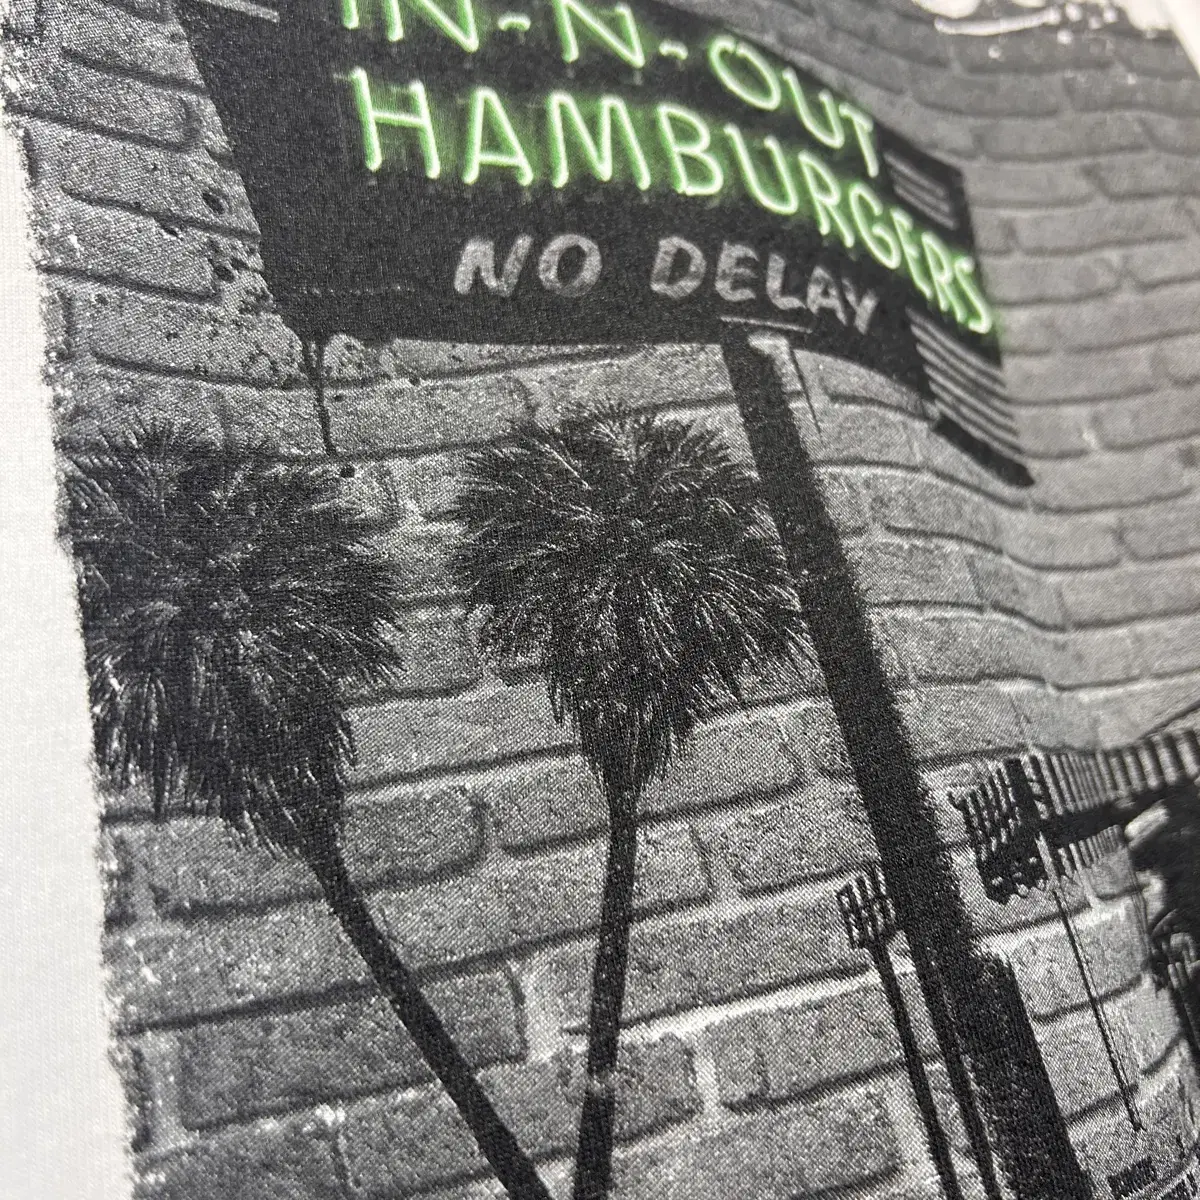 IN-N-OUT
HAMBURGERS
NO DELAY